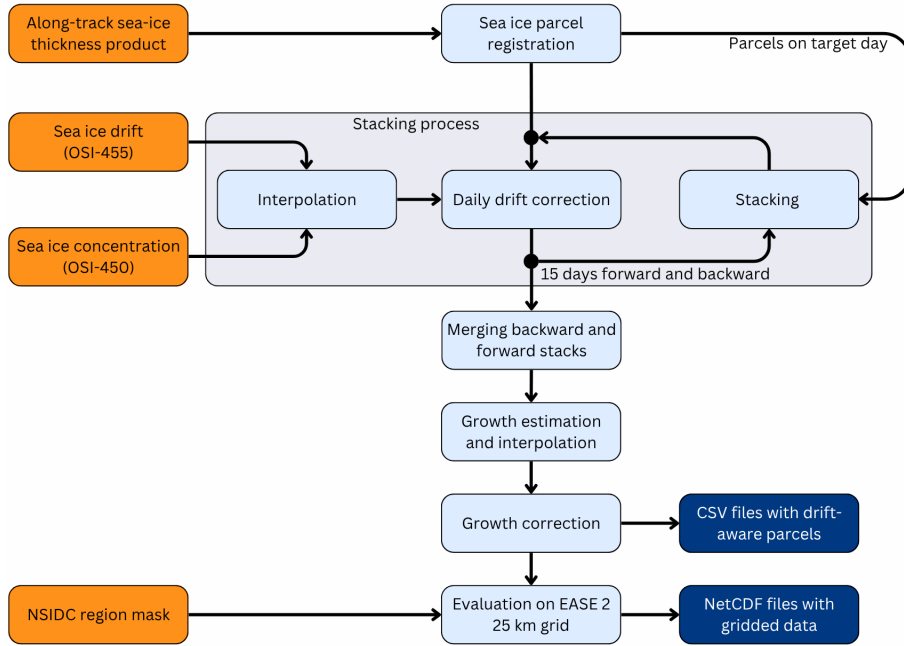 Along-track sea-ice
thickness product
Sea ice parcel
registration
Parcels on target day
Stacking process
Sea ice drift
(OSI-455)
Interpolation
Daily drift correction
Stacking
Sea ice concentration
(OSI-450)
15 days forward and backward
Merging backward and
forward stacks
Growth estimation
and interpolation
Growth correction
CSV files with drift-
aware parcels
NSIDC region mask
Evaluation on EASE 2
25 km grid
NetCDF files with
gridded data